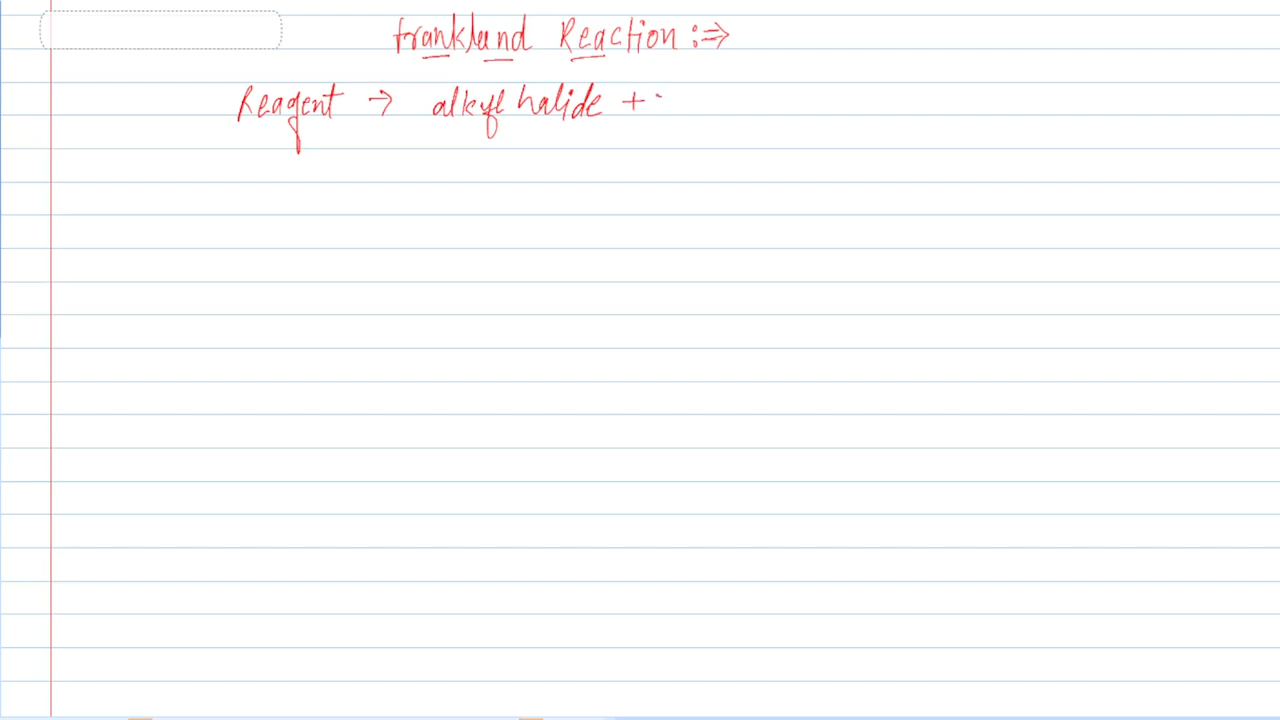 frankland Reaction :⇒
Reagent → alkyl halide +